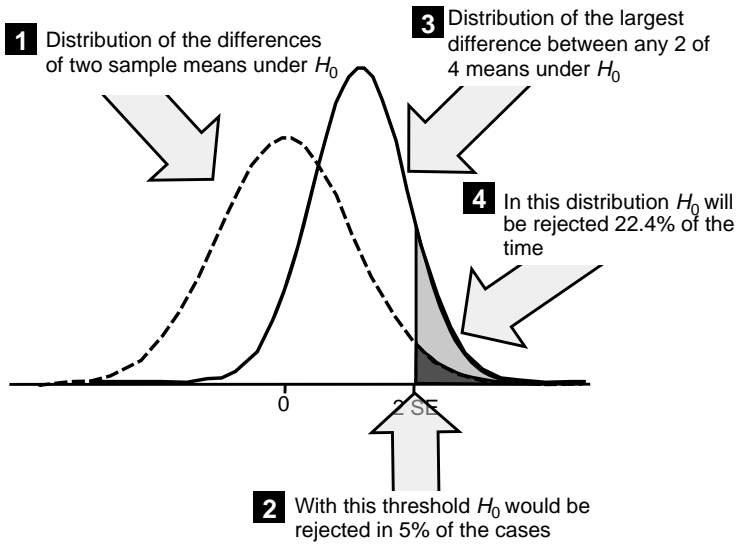 1 Distribution of the differences
of two sample means under H0
3 Distribution of the largest
difference between any 2 of
4 means under H0
4 In this distribution H0 will
be rejected 22.4% of the
time
0
2 SE
2 With this threshold H0 would be
rejected in 5% of the cases